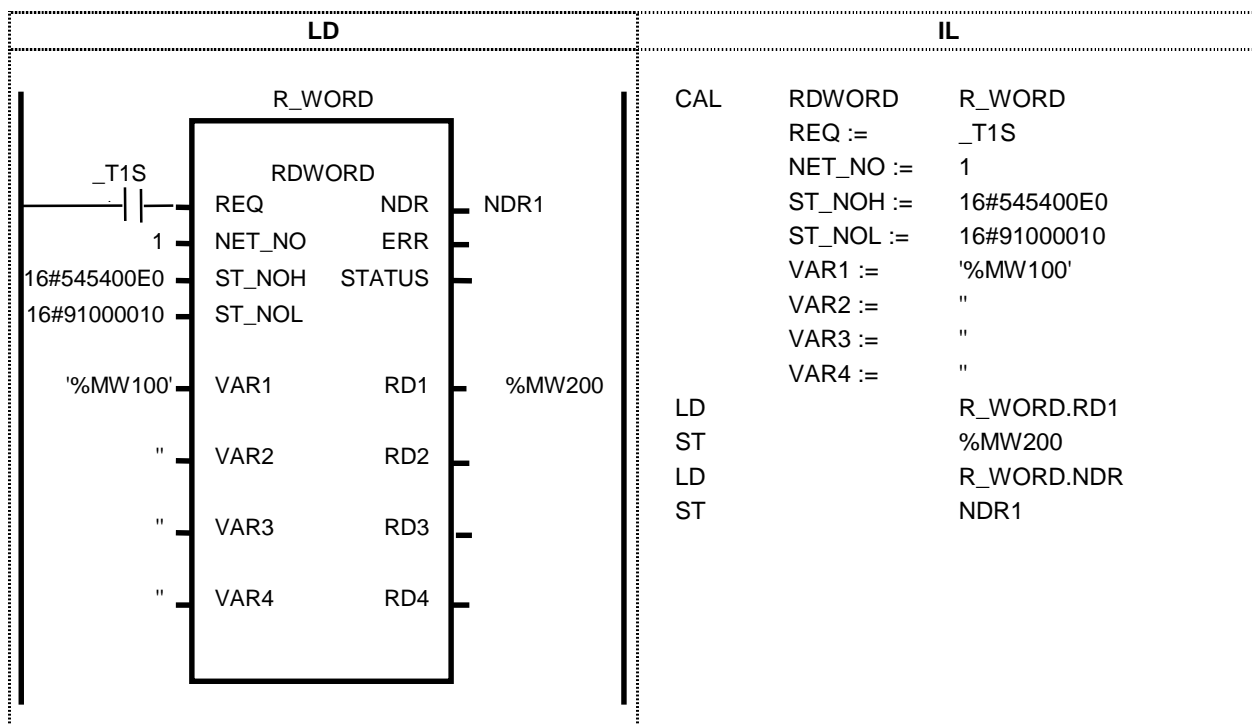 LD
IL
R_WORD
RDWORD
_T1S
REQ NDR NDR1
1 NET_NO ERR
16#545400E0 ST_NOH STATUS
16#91000010 ST_NOL
'%MW100' VAR1 RD1 %MW200
'' VAR2 RD2
'' VAR3 RD3
'' VAR4 RD4
CAL RDWORD R_WORD
REQ := _T1S
NET_NO := 1
ST_NOH := 16#545400E0
ST_NOL := 16#91000010
VAR1 := '%MW100'
VAR2 := ''
VAR3 := ''
VAR4 := ''
LD R_WORD.RD1
ST %MW200
LD R_WORD.NDR
ST NDR1